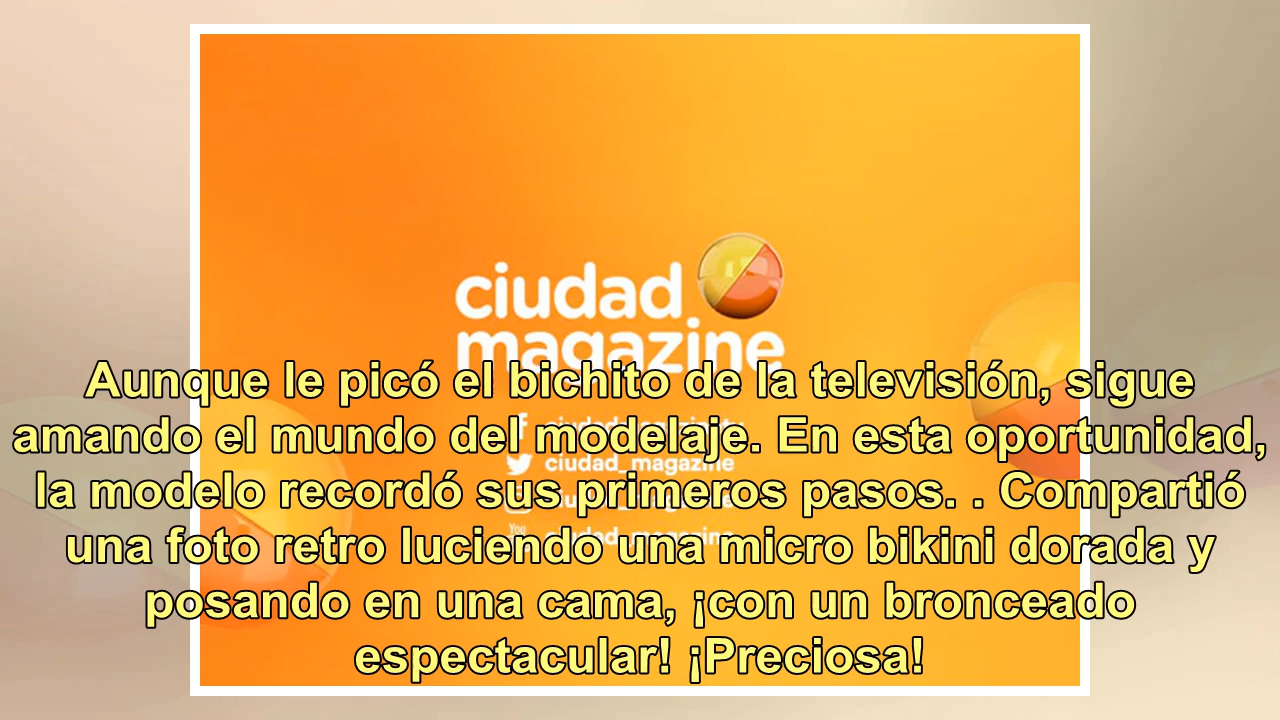 ciudad
magazine
Aunque le picó el bichito de la televisión, sigue
amando el mundo del modelaje. En esta oportunidad,
ciudad_magazine
la modelo recordó sus primeros pasos. . Compartió
una foto retro luciendo una micro bikini dorada y
posando en una cama, ¡con un bronceado
espectacular! ¡Preciosa!